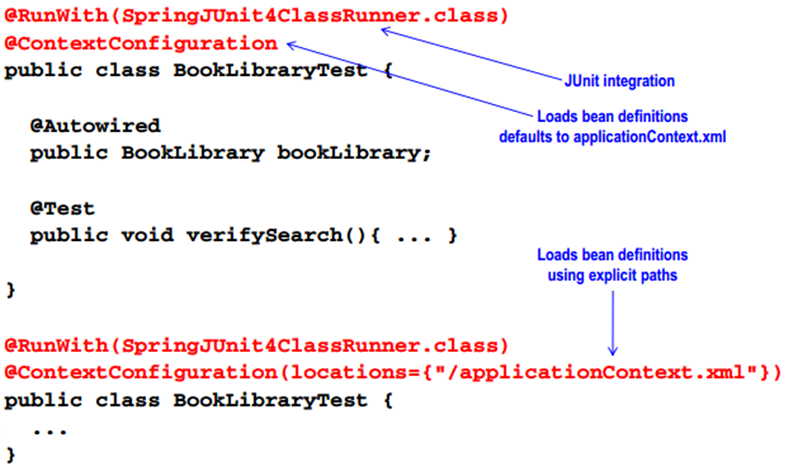 @RunWith(SpringJUnit4ClassRunner.class)
@ContextConfiguration
public class BookLibraryTest {
JUnit integration
Loads bean definitions
defaults to applicationContext.xml
@Autowired
public BookLibrary bookLibrary;
@Test
public void verifySearch(){ ... }
}
Loads bean definitions
using explicit paths
@RunWith(SpringJUnit4ClassRunner.class)
@ContextConfiguration(locations={"/applicationContext.xml"})
public class BookLibraryTest {
...
}